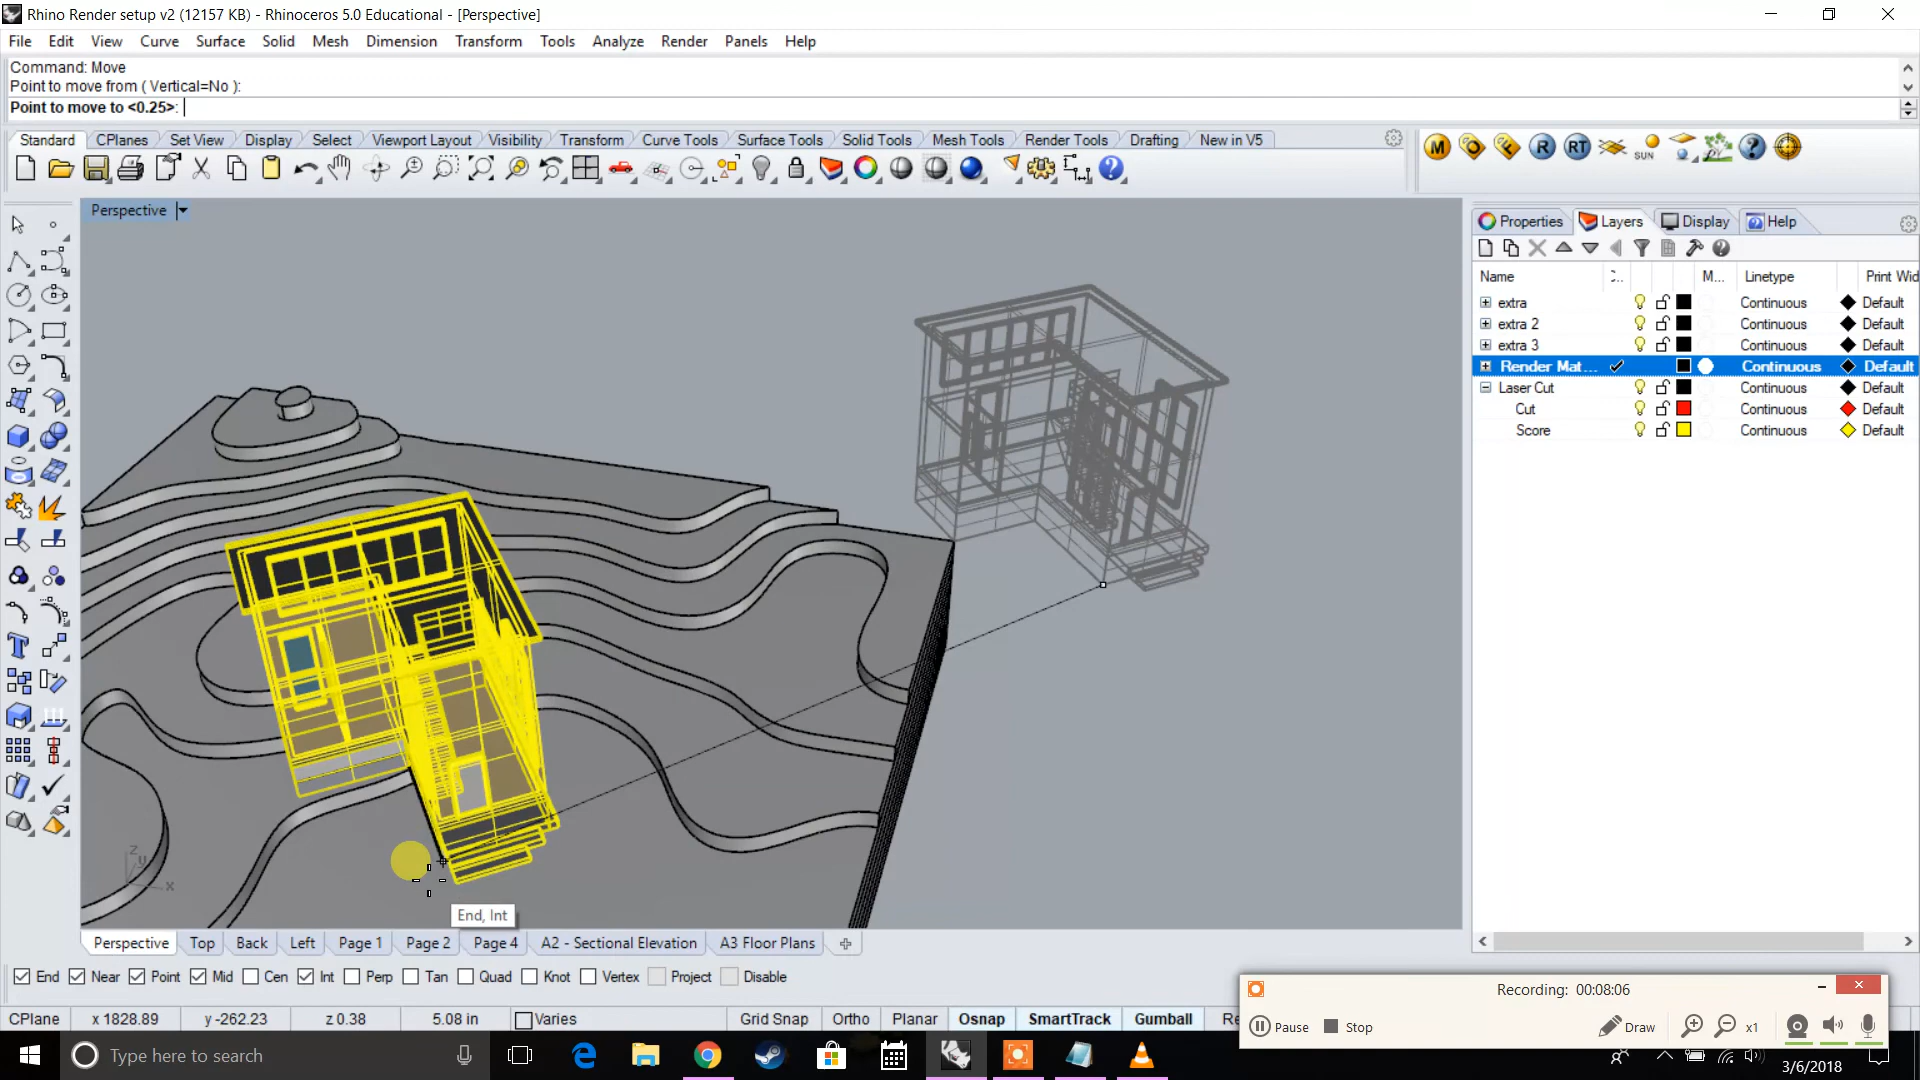 Rhino Render setup v2 (12157 KB) - Rhinoceros 5.0 Educational - [Perspective]
File Edit View Curve Surface Solid Mesh Dimension Transform Tools Analyze Render Panels Help
Command: Move
Point to move from ( Vertical=No ):
Point to move to <0.25>:
Standard CPlanes Set View Display Select Viewport Layout Visibility Transform Curve Tools Surface Tools Solid Tools Mesh Tools Render Tools Drafting New in V5
M R RT SUN
Perspective
Properties Layers Display Help
Name M... Linetype Print Wid
extra Continuous Default
extra 2 Continuous Default
extra 3 Continuous Default
Render Mat... Continuous Default
Laser Cut Continuous Default
Cut Continuous Default
Score Continuous Default
z
y
x
End, Int
Perspective Top Back Left Page 1 Page 2 Page 4 A2 - Sectional Elevation A3 Floor Plans
End Near Point Mid Cen Int Perp Tan Quad Knot Vertex Project Disable
Recording: 00:08:06
CPlane x 1828.89 y -262.23 z 0.38 5.08 in Varies Grid Snap Ortho Planar Osnap SmartTrack Gumball Re
Pause Stop Draw x1
Type here to search
3/6/2018